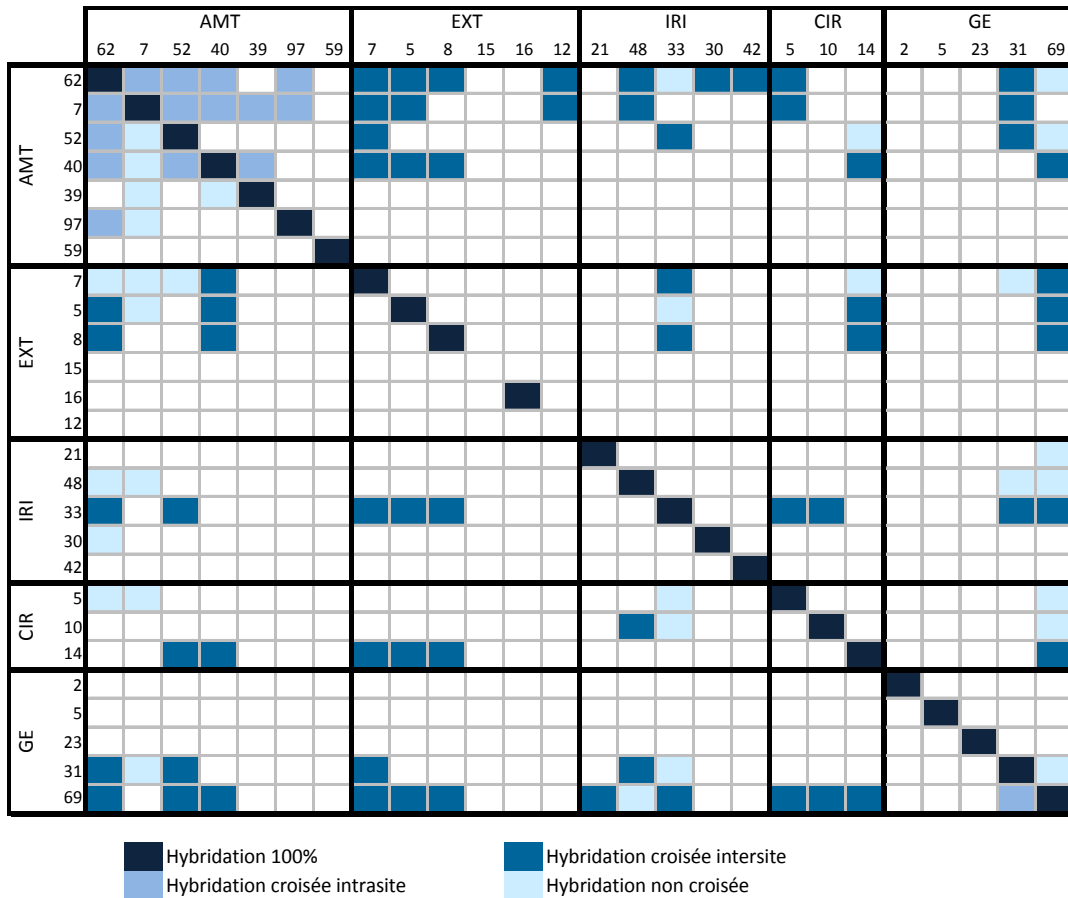 AMT EXT IRI CIR GE
62 7 52 40 39 97 59 7 5 8 15 16 12 21 48 33 30 42 5 10 14 2 5 23 31 69
AMT
62
7
52
40
39
97
59
EXT
7
5
8
15
16
12
IRI
21
48
33
30
42
CIR
5
10
14
GE
2
5
23
31
69
Hybridation 100% Hybridation croisée intersite
Hybridation croisée intrasite Hybridation non croisée